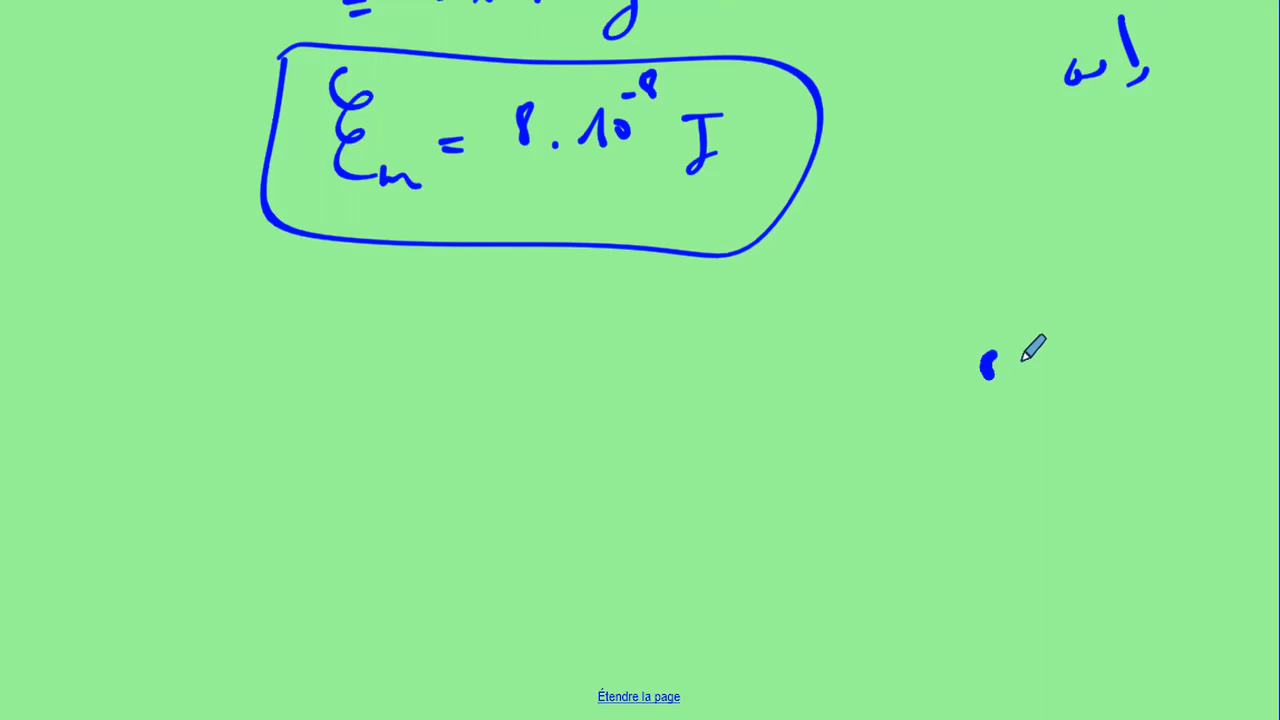 ℰₘ = 8 . 10⁻⁸ J
Étendre la page